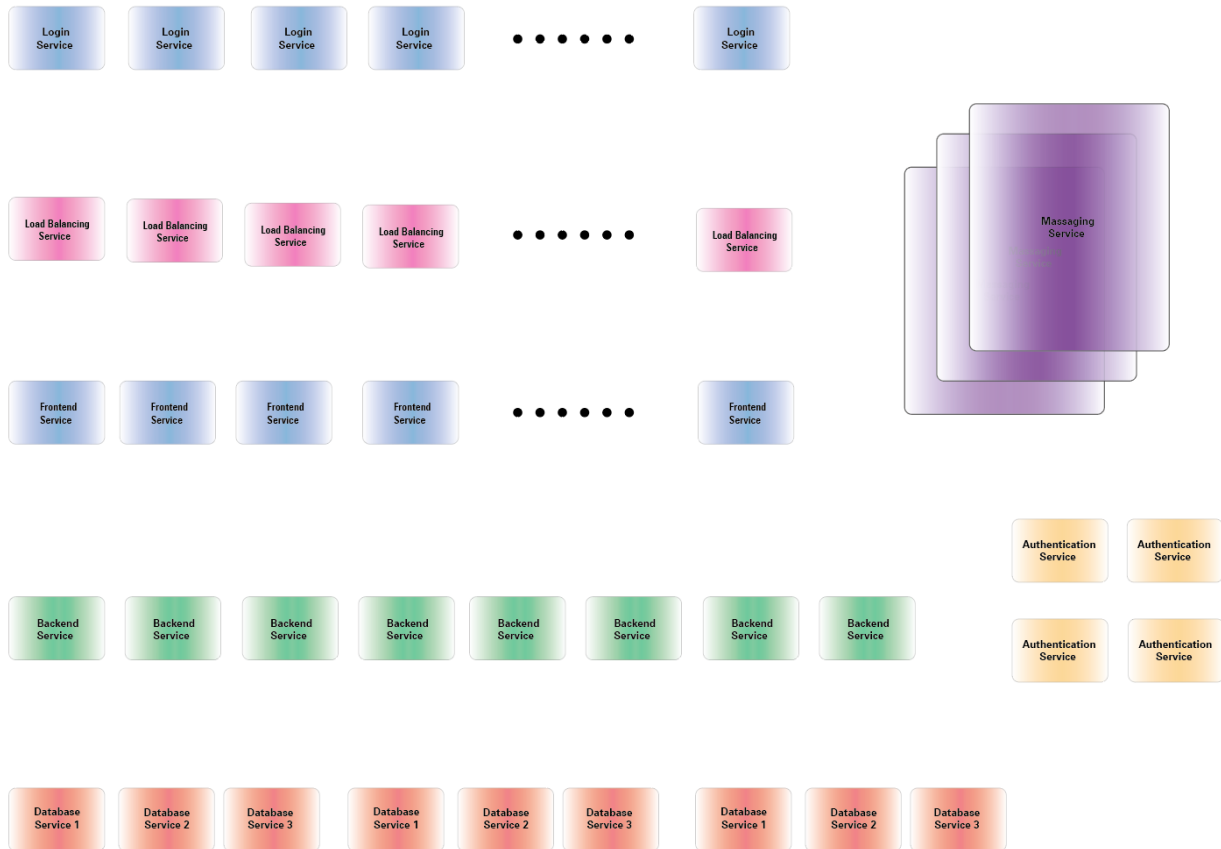 Login
Service
Login
Service
Login
Service
Login
Service
Login
Service
Massaging
Service
Load Balancing
Service
Load Balancing
Service
Load Balancing
Service
Load Balancing
Service
Load Balancing
Service
Frontend
Service
Frontend
Service
Frontend
Service
Frontend
Service
Frontend
Service
Authentication
Service
Authentication
Service
Authentication
Service
Authentication
Service
Backend
Service
Backend
Service
Backend
Service
Backend
Service
Backend
Service
Backend
Service
Backend
Service
Backend
Service
Database
Service 1
Database
Service 2
Database
Service 3
Database
Service 1
Database
Service 2
Database
Service 3
Database
Service 1
Database
Service 2
Database
Service 3